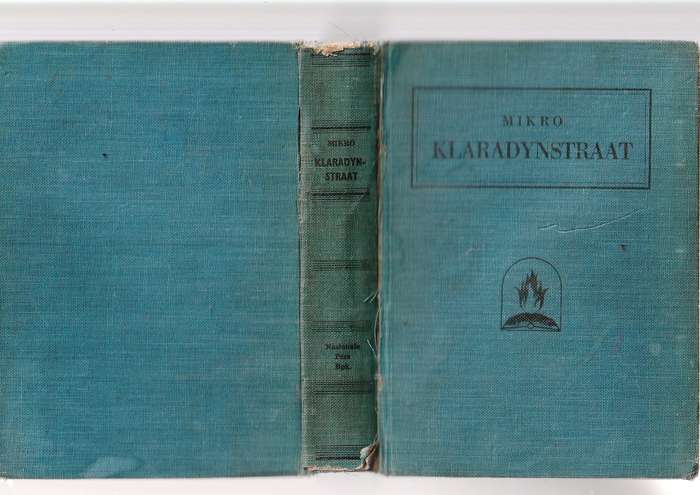 MIKRO
KLARADYN-
STRAAT
Nasionale
Pers
Bpk.
MIKRO
KLARADYNSTRAAT